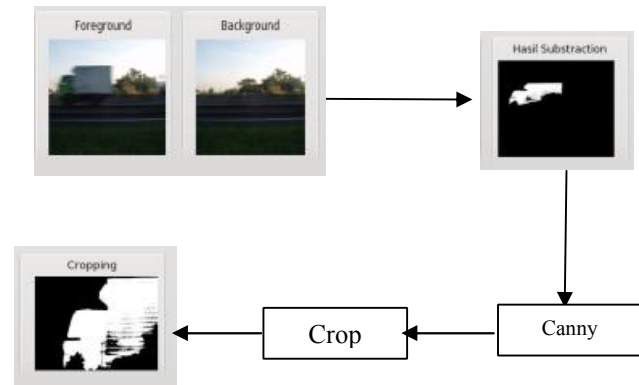 Foreground
Background
Hasil Substraction
Cropping
Crop
Canny